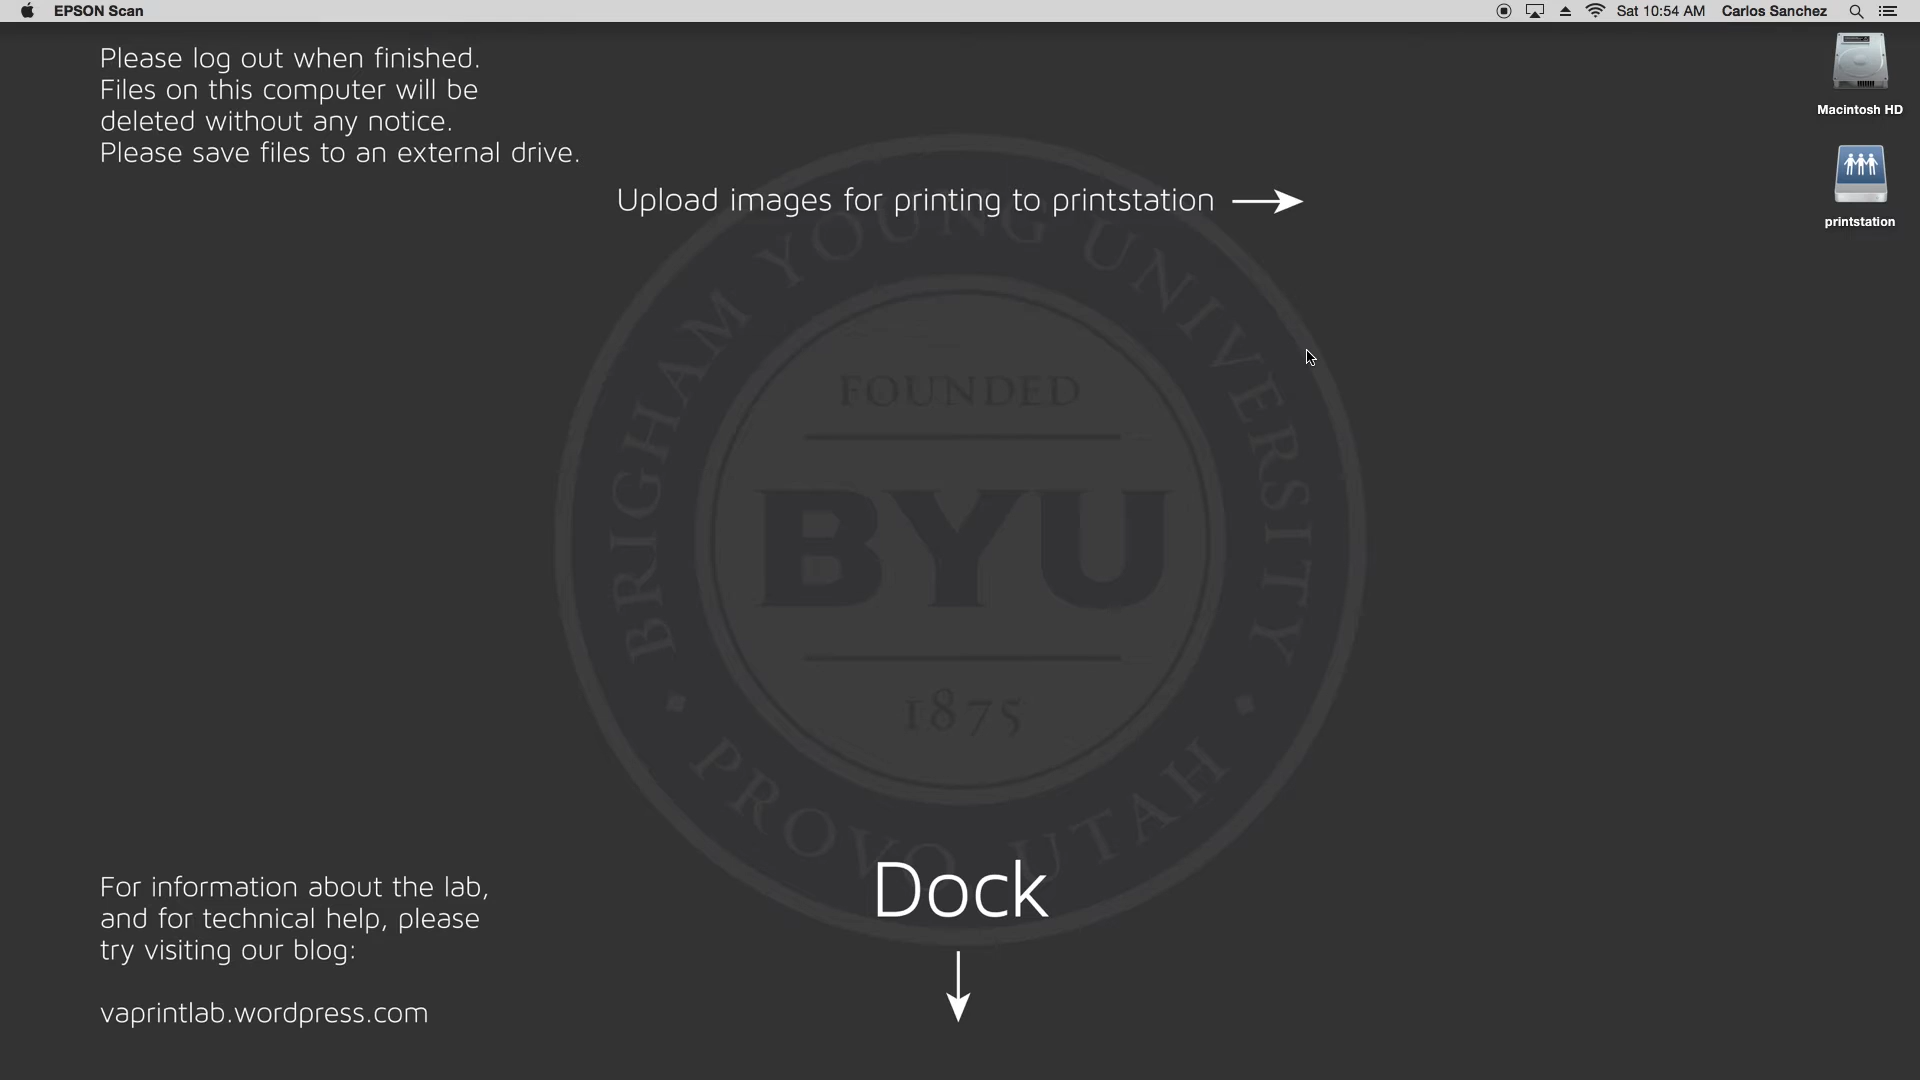 EPSON Scan
Sat 10:54 AM
Carlos Sanchez
Please log out when finished.
Files on this computer will be
deleted without any notice.
Please save files to an external drive.
Upload images for printing to printstation
Macintosh HD
printstation
BRIGHAM YOUNG UNIVERSITY
FOUNDED
BYU
1875
PROVO, UTAH
Dock
For information about the lab,
and for technical help, please
try visiting our blog:
vaprintlab.wordpress.com